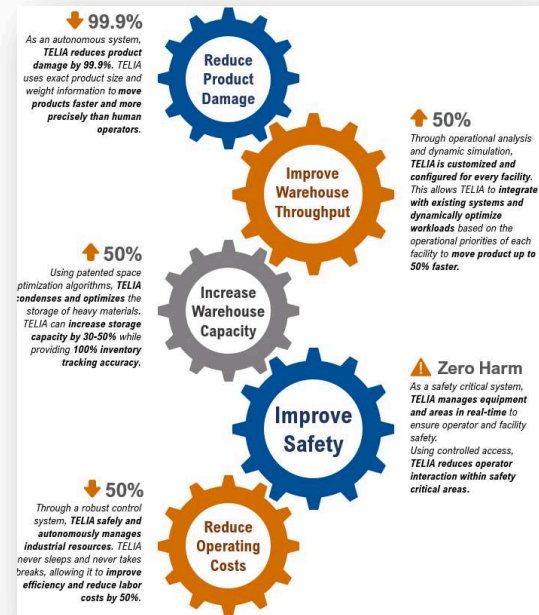 99.9%
As an autonomous system,
TELIA reduces product
damage by 99.9%. TELIA
uses exact product size and
weight information to move
products faster and more
precisely than human
operators.
Reduce
Product
Damage
50%
Through operational analysis
and dynamic simulation,
TELIA is customized and
configured for every facility.
This allows TELIA to integrate
with existing systems and
dynamically optimize
workloads based on the
operational priorities of each
facility to move product up to
50% faster.
Improve
Warehouse
Throughput
50%
Using patented space
ptimization algorithms, TELIA
condenses and optimizes the
storage of heavy materials.
TELIA can increase storage
capacity by 30-50% while
providing 100% inventory
tracking accuracy.
Increase
Warehouse
Capacity
Zero Harm
As a safety critical system,
TELIA manages equipment
and areas in real-time to
ensure operator and facility
safety.
Using controlled access,
TELIA reduces operator
interaction within safety
critical areas.
Improve
Safety
50%
Through a robust control
system, TELIA safely and
autonomously manages
industrial resources. TELIA
never sleeps and never takes
breaks, allowing it to improve
efficiency and reduce labor
costs by 50%.
Reduce
Operating
Costs